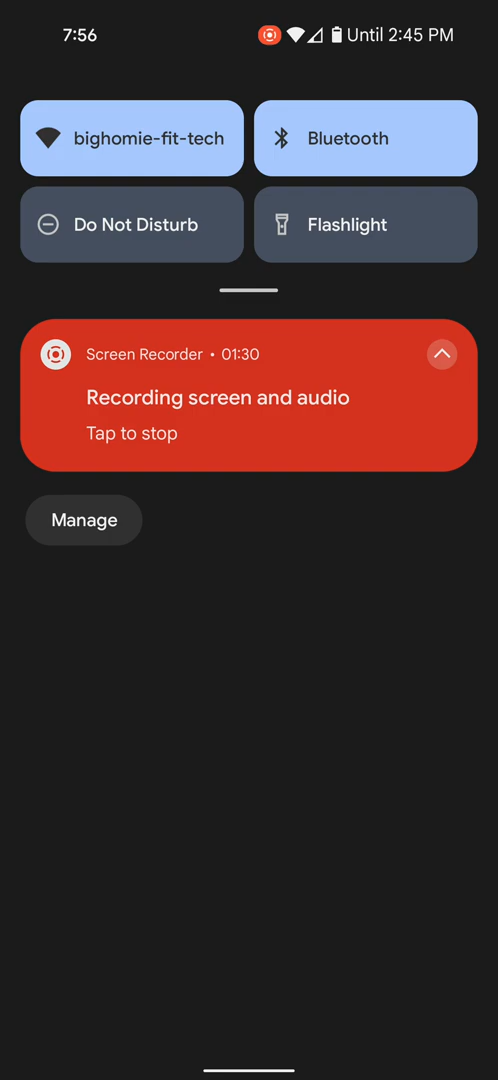 7:56 Until 2:45 PM
bighomie-fit-tech Bluetooth
Do Not Disturb Flashlight
Screen Recorder • 01:30
Recording screen and audio
Tap to stop
Manage